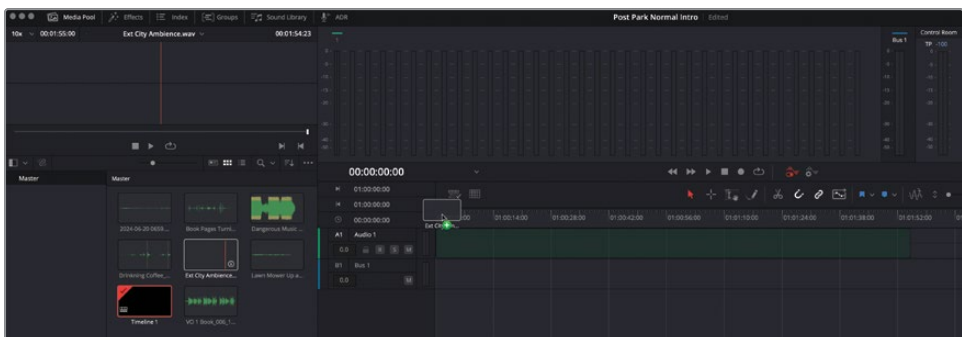 Media Pool Effects Index Groups Sound Library ADR Post Park Normal Intro Edited
10x 00:01:55:00 Ext City Ambience.wav 00:01:54:23
1 Bus 1 Control Room
TP -100
Master Master
00:00:00:00
01:00:00:00
01:00:00:00
00:00:00:00
01:00:14:00 01:00:28:00 01:00:42:00 01:00:56:00 01:01:10:00 01:01:24:00 01:01:38:00 01:01:52:00
A1 Audio 1
0.0 R S M
B1 Bus 1
0.0 M
2024-06-20 0659... Book Pages Turni... Dangerous Music ...
Drinking Coffee_... Ext City Ambience... Lawn Mower Up a...
Timeline 1 VO 1 Book_006_1...